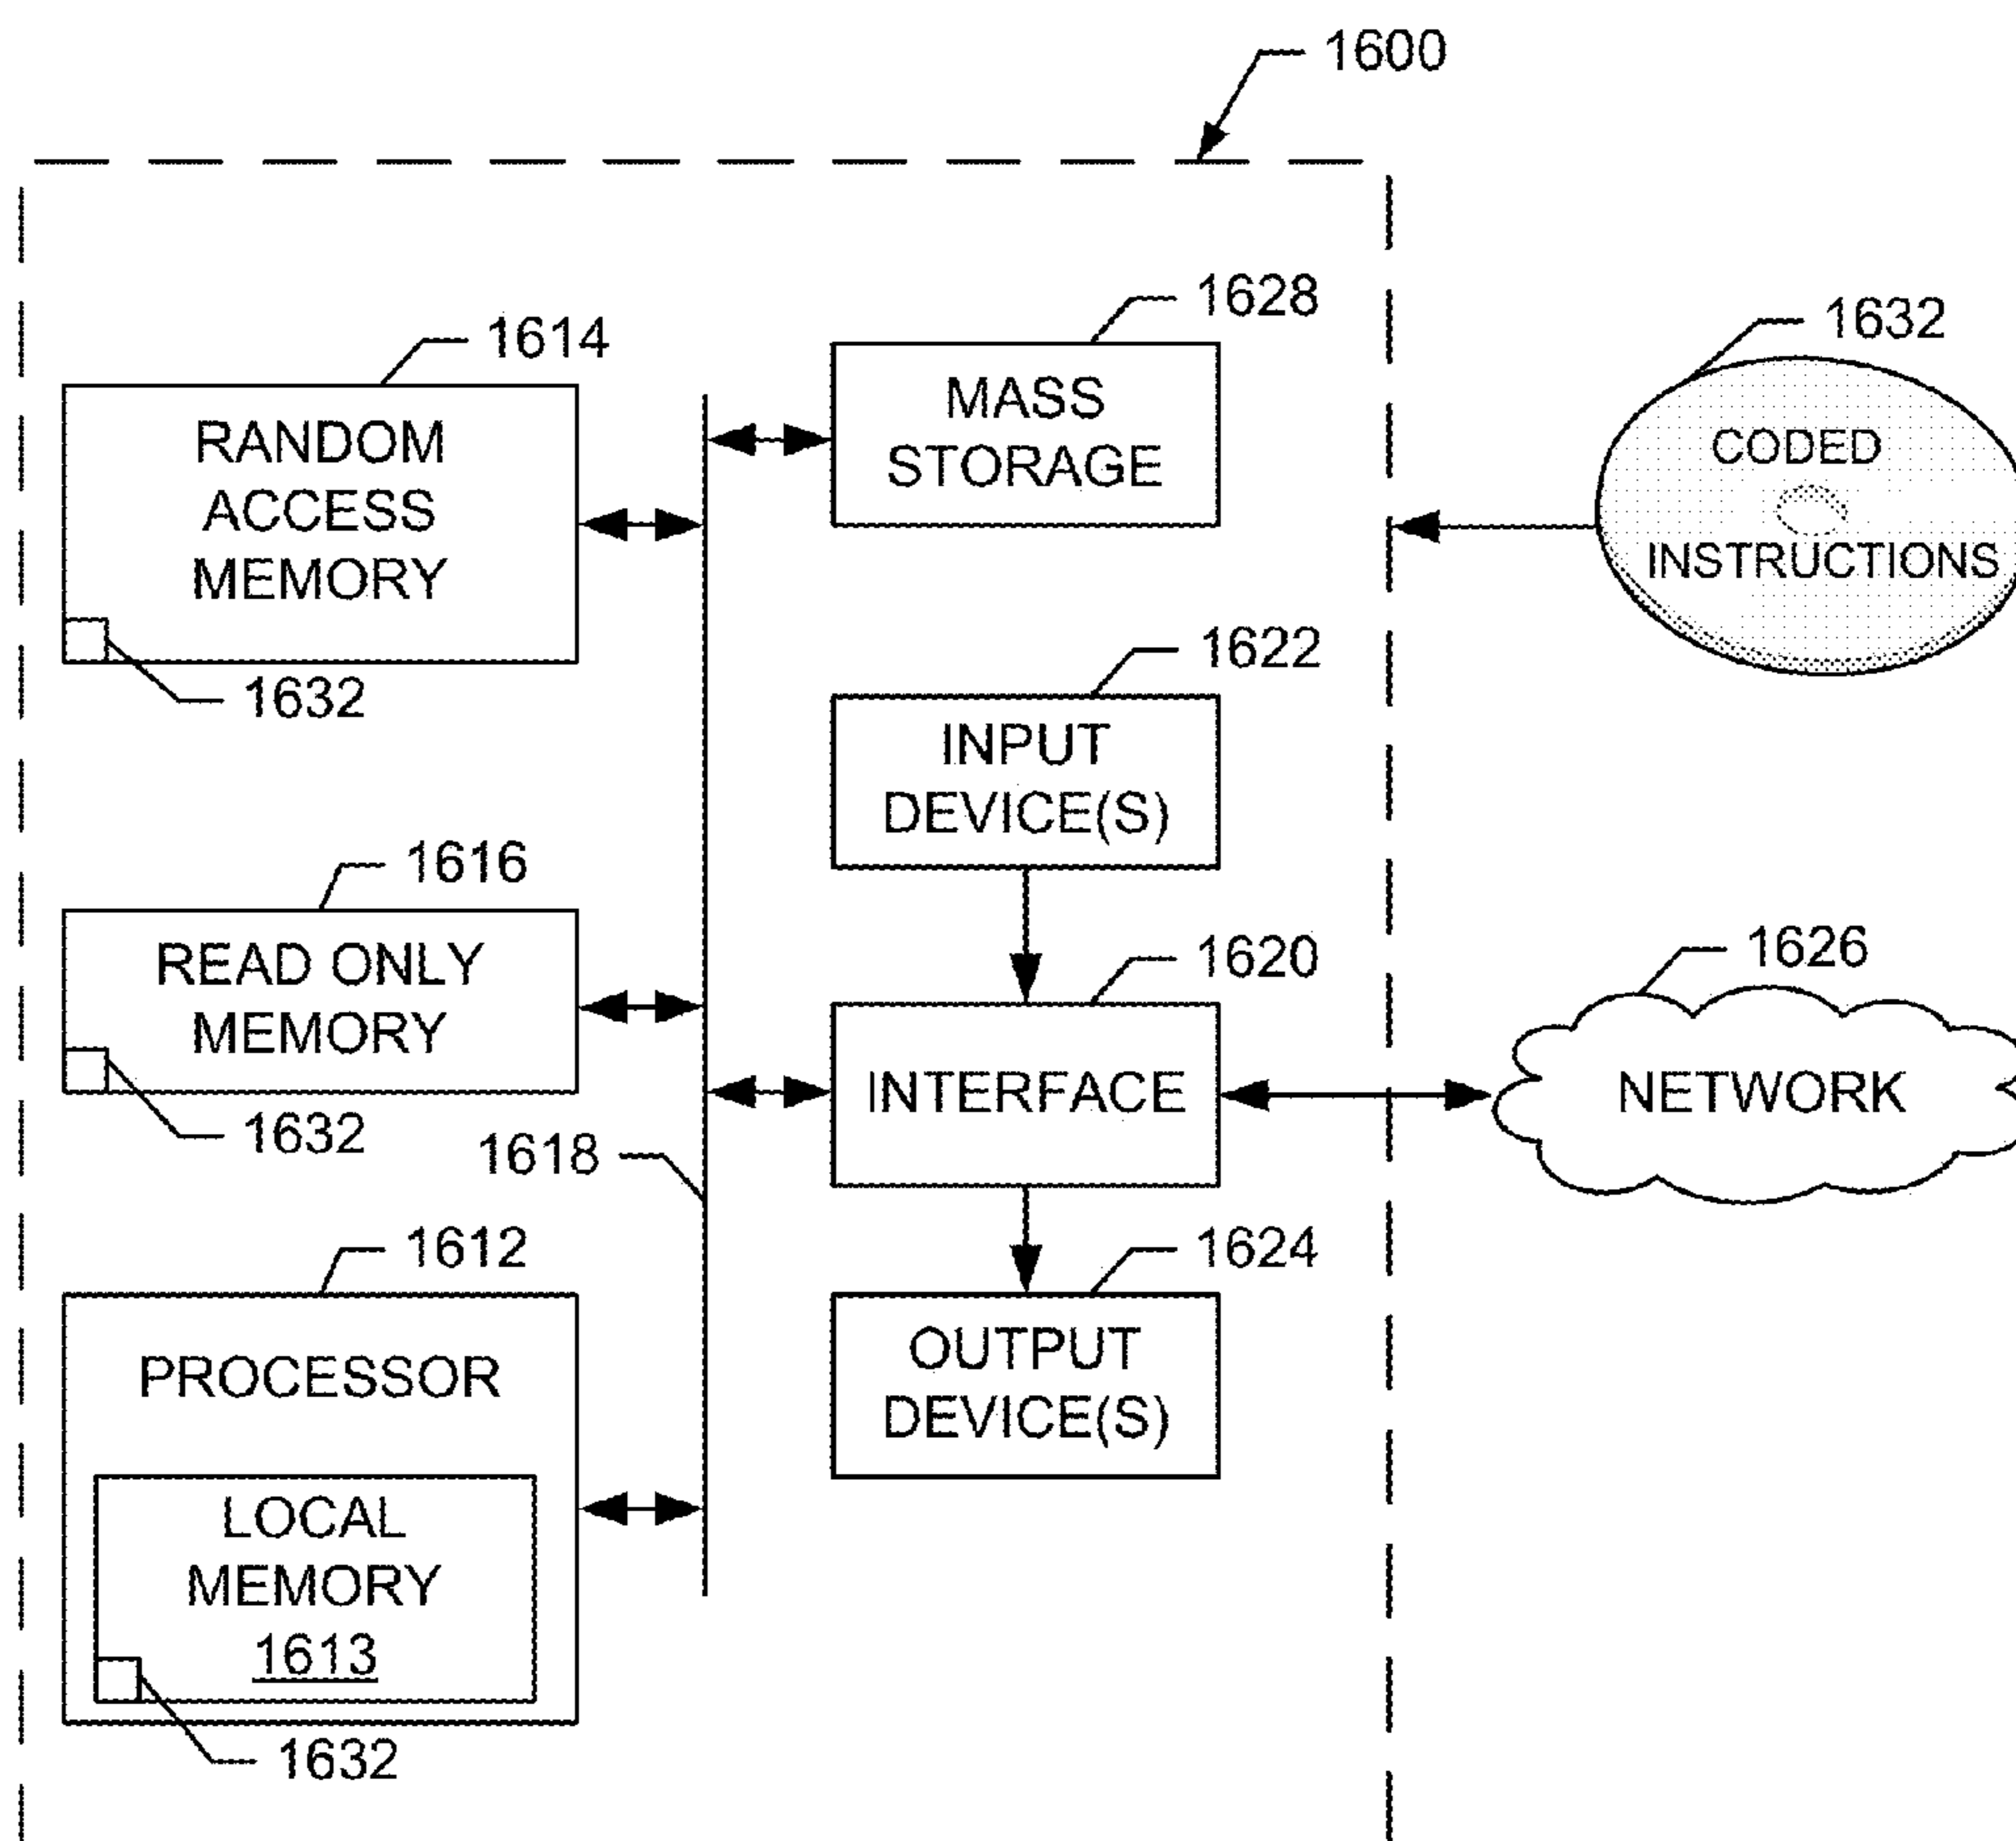 1600
1628
1614
1632
MASS
STORAGE
RANDOM
ACCESS
MEMORY
CODED
INSTRUCTIONS
1632
1622
INPUT
DEVICE(S)
1616
READ ONLY
MEMORY
1632
1620
INTERFACE
1626
NETWORK
1618
1612
PROCESSOR
LOCAL
MEMORY
1613
1632
1624
OUTPUT
DEVICE(S)